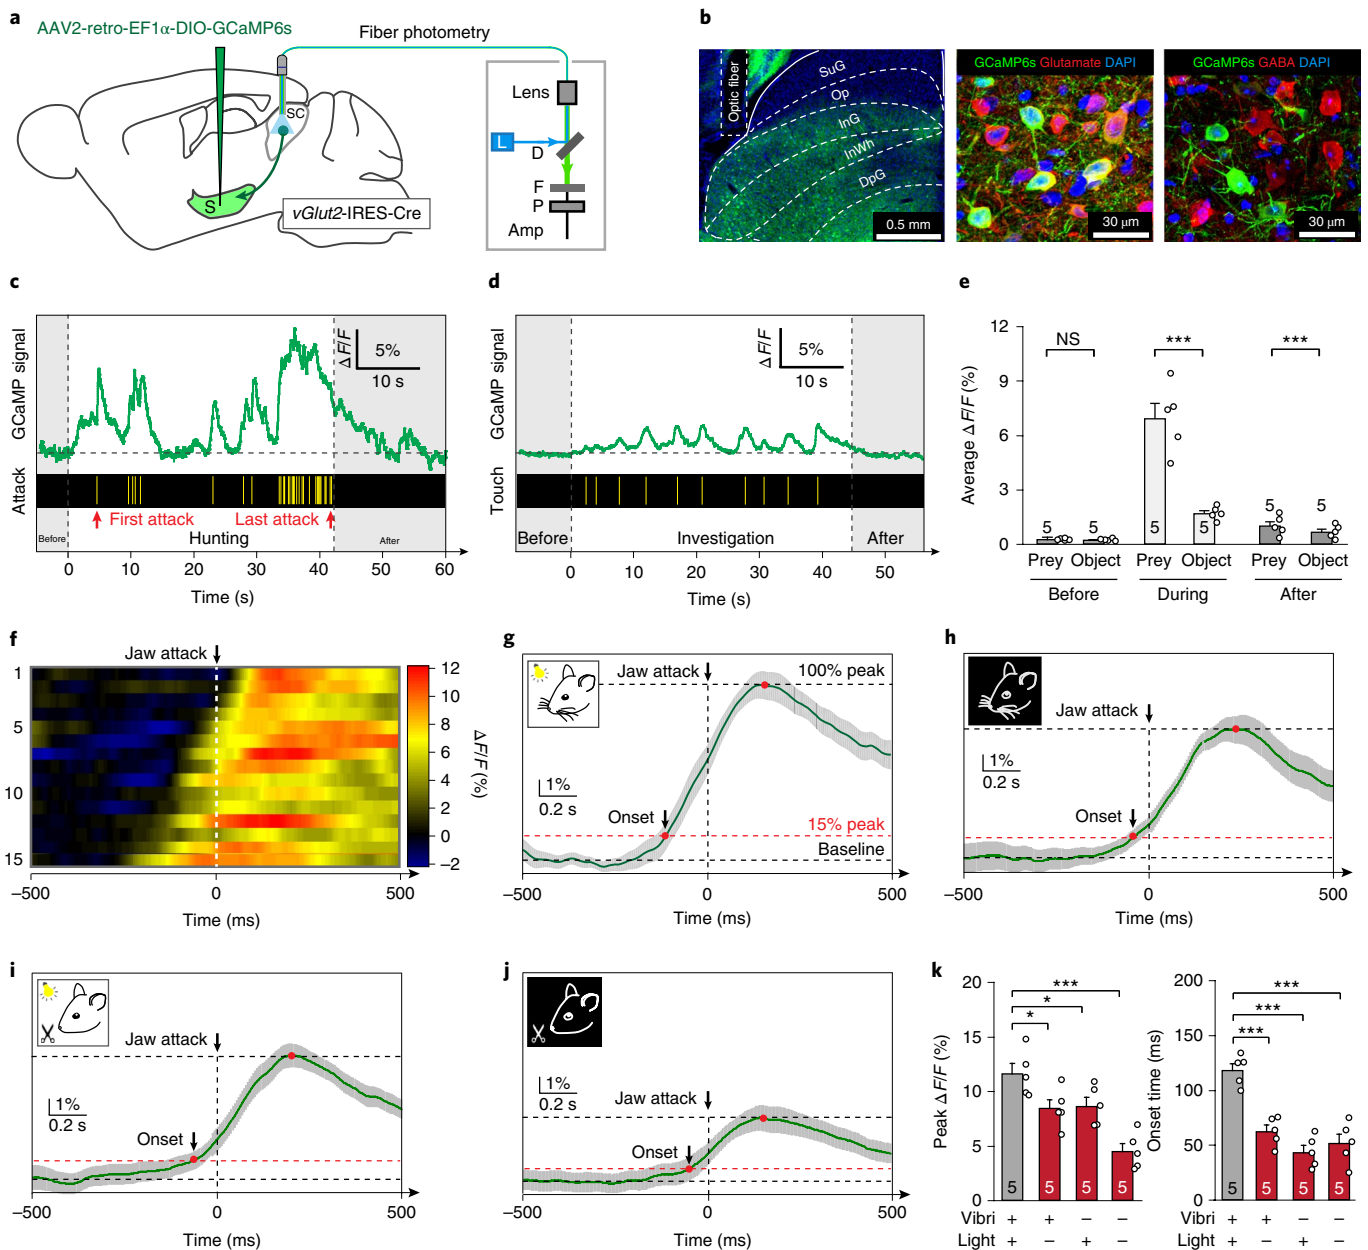 a
AAV2-retro-EF1α-DIO-GCaMP6s
Fiber photometry
SC
S
vGlut2-IRES-Cre
Lens
L
D
F
P
Amp
b
Optic fiber
SuG
Op
InG
InWh
DpG
0.5 mm
GCaMP6s Glutamate DAPI
30 μm
GCaMP6s GABA DAPI
30 μm
c
GCaMP signal
ΔF/F
5%
10 s
Attack
First attack
Last attack
Before
Hunting
After
0 10 20 30 40 50 60
Time (s)
d
GCaMP signal
ΔF/F
5%
10 s
Touch
Before
Investigation
After
0 10 20 30 40 50
Time (s)
e
Average ΔF/F (%)
12
9
6
3
0
NS
***
***
5 5 5 5 5 5
Prey Object Prey Object Prey Object
Before During After
f
Jaw attack
1
5
10
15
12
10
8
6
4
2
0
−2
ΔF/F (%)
−500 0 500
Time (ms)
g
Jaw attack
100% peak
1%
0.2 s
Onset
15% peak
Baseline
−500 0 500
Time (ms)
h
Jaw attack
1%
0.2 s
Onset
−500 0 500
Time (ms)
i
Jaw attack
1%
0.2 s
Onset
−500 0 500
Time (ms)
j
Jaw attack
1%
0.2 s
Onset
−500 0 500
Time (ms)
k
Peak ΔF/F (%)
20
15
10
5
0
***
*
*
5 5 5 5
Vibri + + − −
Light + − + −
Onset time (ms)
200
150
100
50
0
***
***
***
5 5 5 5
Vibri + + − −
Light + − + −